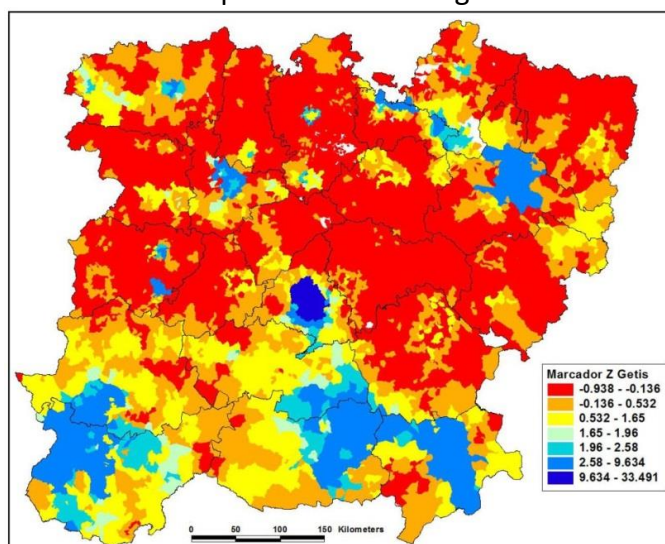 Marcador Z Getis
-0.938 - -0.136
-0.136 - 0.532
0.532 - 1.65
1.65 - 1.96
1.96 - 2.58
2.58 - 9.634
9.634 - 33.491
0 50 100 150 Kilometers